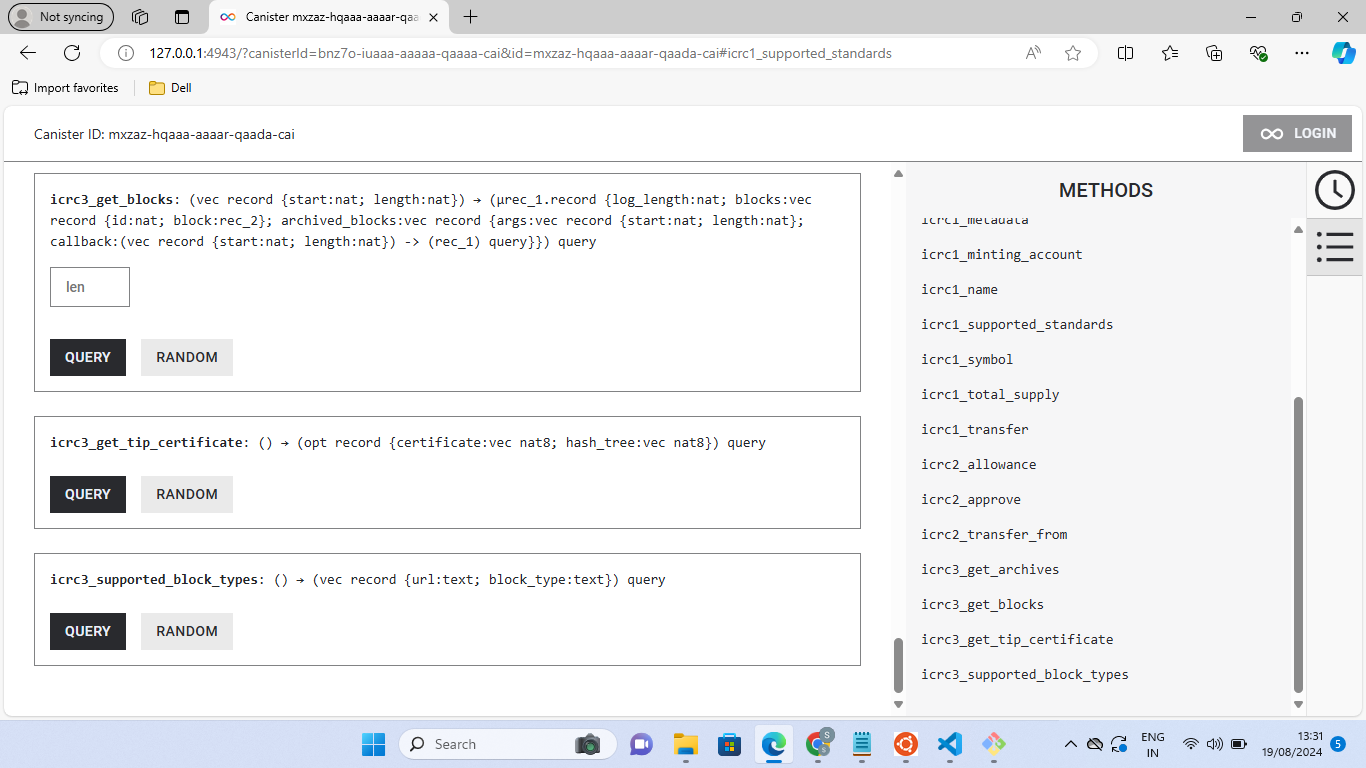 Not syncing
Canister mxzaz-hqaaa-aaaar-qaa
127.0.0.1:4943/?canisterId=bnz7o-iuaaa-aaaaa-qaaaa-cai&id=mxzaz-hqaaa-aaaar-qaada-cai#icrc1_supported_standards
Import favorites
Dell
Canister ID: mxzaz-hqaaa-aaaar-qaada-cai
LOGIN
icrc3_get_blocks: (vec record {start:nat; length:nat}) → (μrec_1.record {log_length:nat; blocks:vec
record {id:nat; block:rec_2}; archived_blocks:vec record {args:vec record {start:nat; length:nat};
callback:(vec record {start:nat; length:nat}) -> (rec_1) query}}) query
len
QUERY
RANDOM
icrc3_get_tip_certificate: () → (opt record {certificate:vec nat8; hash_tree:vec nat8}) query
QUERY
RANDOM
icrc3_supported_block_types: () → (vec record {url:text; block_type:text}) query
QUERY
RANDOM
METHODS
icrc1_metadata
icrc1_minting_account
icrc1_name
icrc1_supported_standards
icrc1_symbol
icrc1_total_supply
icrc1_transfer
icrc2_allowance
icrc2_approve
icrc2_transfer_from
icrc3_get_archives
icrc3_get_blocks
icrc3_get_tip_certificate
icrc3_supported_block_types
Search
S
ENG
IN
13:31
19/08/2024
5